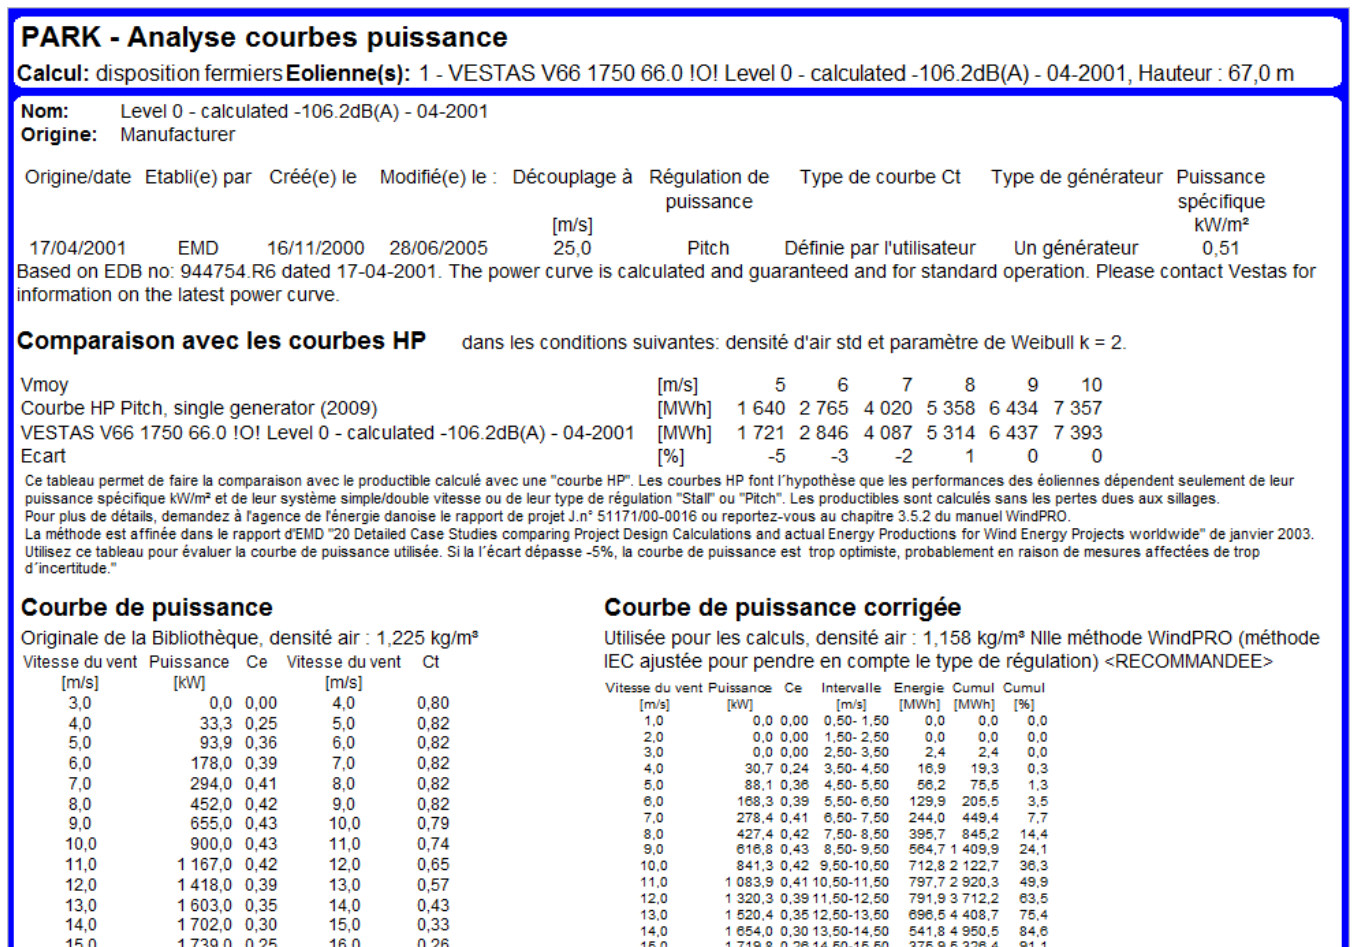 PARK - Analyse courbes puissance
Calcul: disposition fermiers Eolienne(s): 1 - VESTAS V66 1750 66.0 !O! Level 0 - calculated -106.2dB(A) - 04-2001, Hauteur : 67,0 m
Nom: Level 0 - calculated -106.2dB(A) - 04-2001
Origine: Manufacturer
Origine/date Etabli(e) par Créé(e) le Modifié(e) le : Découplage à Régulation de Type de courbe Ct Type de générateur Puissance
puissance spécifique
[m/s] kW/m²
17/04/2001 EMD 16/11/2000 28/06/2005 25,0 Pitch Définie par l'utilisateur Un générateur 0,51
Based on EDB no: 944754.R6 dated 17-04-2001. The power curve is calculated and guaranteed and for standard operation. Please contact Vestas for
information on the latest power curve.
Comparaison avec les courbes HP dans les conditions suivantes: densité d'air std et paramètre de Weibull k = 2.
Vmoy [m/s] 5 6 7 8 9 10
Courbe HP Pitch, single generator (2009) [MWh] 1 640 2 765 4 020 5 358 6 434 7 357
VESTAS V66 1750 66.0 !O! Level 0 - calculated -106.2dB(A) - 04-2001 [MWh] 1 721 2 846 4 087 5 314 6 437 7 393
Ecart [%] -5 -3 -2 1 0 0
Ce tableau permet de faire la comparaison avec le productible calculé avec une "courbe HP". Les courbes HP font l´hypothèse que les performances des éoliennes dépendent seulement de leur
puissance spécifique kW/m² et de leur système simple/double vitesse ou de leur type de régulation "Stall" ou "Pitch". Les productibles sont calculés sans les pertes dues aux sillages.
Pour plus de détails, demandez à l'agence de l'énergie danoise le rapport de projet J.n° 51171/00-0016 ou reportez-vous au chapitre 3.5.2 du manuel WindPRO.
La méthode est affinée dans le rapport d'EMD "20 Detailed Case Studies comparing Project Design Calculations and actual Energy Productions for Wind Energy Projects worldwide" de janvier 2003.
Utilisez ce tableau pour évaluer la courbe de puissance utilisée. Si la l´écart dépasse -5%, la courbe de puissance est trop optimiste, probablement en raison de mesures affectées de trop
d´incertitude."
Courbe de puissance
Originale de la Bibliothèque, densité air : 1,225 kg/m³
Vitesse du vent Puissance Ce Vitesse du vent Ct
[m/s] [kW] [m/s]
3,0 0,0 0,00 4,0 0,80
4,0 33,3 0,25 5,0 0,82
5,0 93,9 0,36 6,0 0,82
6,0 178,0 0,39 7,0 0,82
7,0 294,0 0,41 8,0 0,82
8,0 452,0 0,42 9,0 0,82
9,0 655,0 0,43 10,0 0,79
10,0 900,0 0,43 11,0 0,74
11,0 1 167,0 0,42 12,0 0,65
12,0 1 418,0 0,39 13,0 0,57
13,0 1 603,0 0,35 14,0 0,43
14,0 1 702,0 0,30 15,0 0,33
15,0 1 739,0 0,25 16,0 0,26
Courbe de puissance corrigée
Utilisée pour les calculs, densité air : 1,158 kg/m³ Nlle méthode WindPRO (méthode
IEC ajustée pour pendre en compte le type de régulation) <RECOMMANDEE>
Vitesse du vent Puissance Ce Intervalle Energie Cumul Cumul
[m/s] [kW] [m/s] [MWh] [MWh] [%]
1,0 0,0 0,00 0,50- 1,50 0,0 0,0 0,0
2,0 0,0 0,00 1,50- 2,50 0,0 0,0 0,0
3,0 0,0 0,00 2,50- 3,50 2,4 2,4 0,0
4,0 30,7 0,24 3,50- 4,50 16,9 19,3 0,3
5,0 88,1 0,36 4,50- 5,50 56,2 75,5 1,3
6,0 168,3 0,39 5,50- 6,50 129,9 205,5 3,5
7,0 278,4 0,41 6,50- 7,50 244,0 449,4 7,7
8,0 427,4 0,42 7,50- 8,50 395,7 845,2 14,4
9,0 616,8 0,43 8,50- 9,50 564,7 1 409,9 24,1
10,0 841,3 0,42 9,50-10,50 712,8 2 122,7 36,3
11,0 1 083,9 0,41 10,50-11,50 797,7 2 920,3 49,9
12,0 1 320,3 0,39 11,50-12,50 791,9 3 712,2 63,5
13,0 1 520,4 0,35 12,50-13,50 696,5 4 408,7 75,4
14,0 1 654,0 0,30 13,50-14,50 541,8 4 950,5 84,6
15,0 1 719,8 0,26 14,50-15,50 375,9 5 326,4 91,1